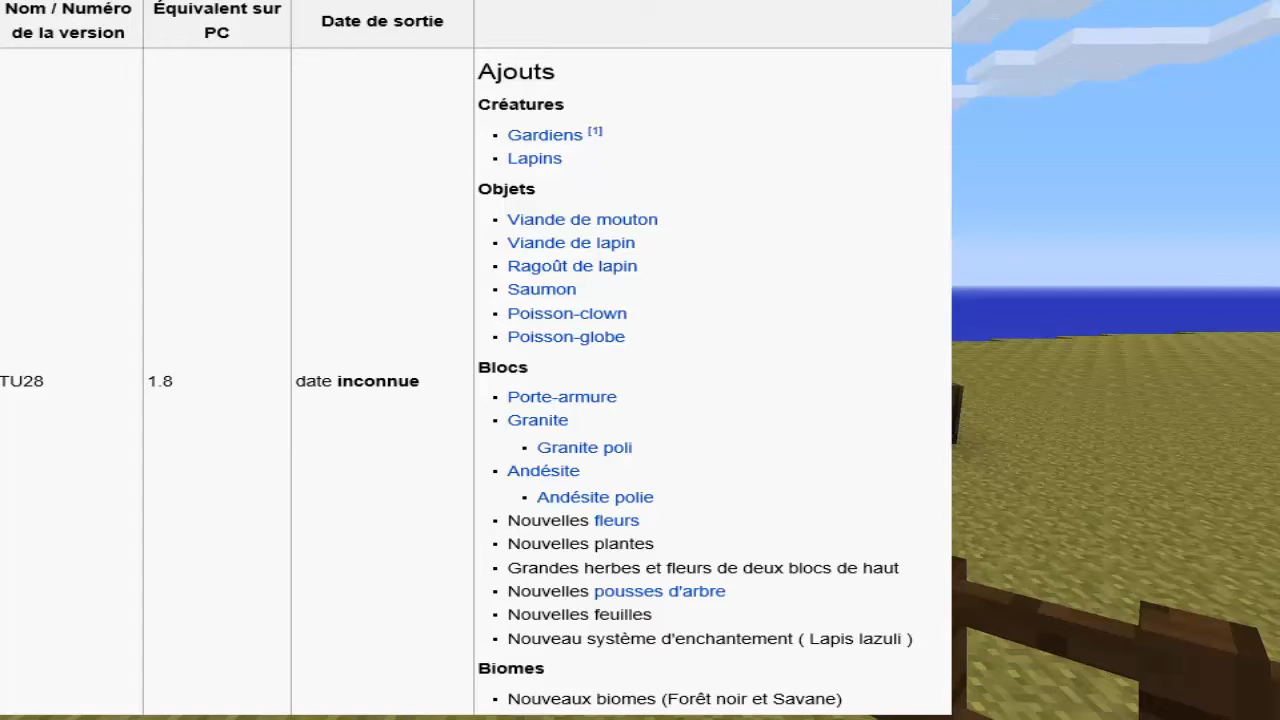 Nom / Numéro
de la version
Équivalent sur
PC
Date de sortie
TU28
1.8
date inconnue
Ajouts
Créatures
Gardiens [1]
Lapins
Objets
Viande de mouton
Viande de lapin
Ragoût de lapin
Saumon
Poisson-clown
Poisson-globe
Blocs
Porte-armure
Granite
Granite poli
Andésite
Andésite polie
Nouvelles fleurs
Nouvelles plantes
Grandes herbes et fleurs de deux blocs de haut
Nouvelles pousses d'arbre
Nouvelles feuilles
Nouveau système d'enchantement ( Lapis lazuli )
Biomes
Nouveaux biomes (Forêt noir et Savane)